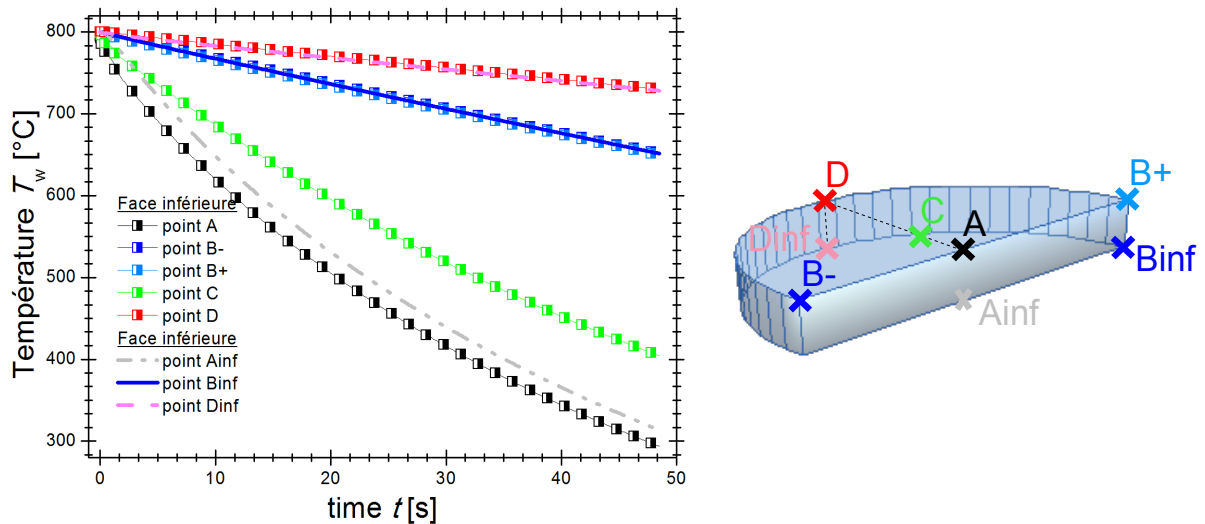 Température Tw [°C]
800
700
600
500
400
300
Face inférieure
point A
point B-
point B+
point C
point D
Face inférieure
point Ainf
point Binf
point Dinf
0
10
20
30
40
50
time t [s]
D
B+
C
A
Dinf
B-
Binf
Ainf